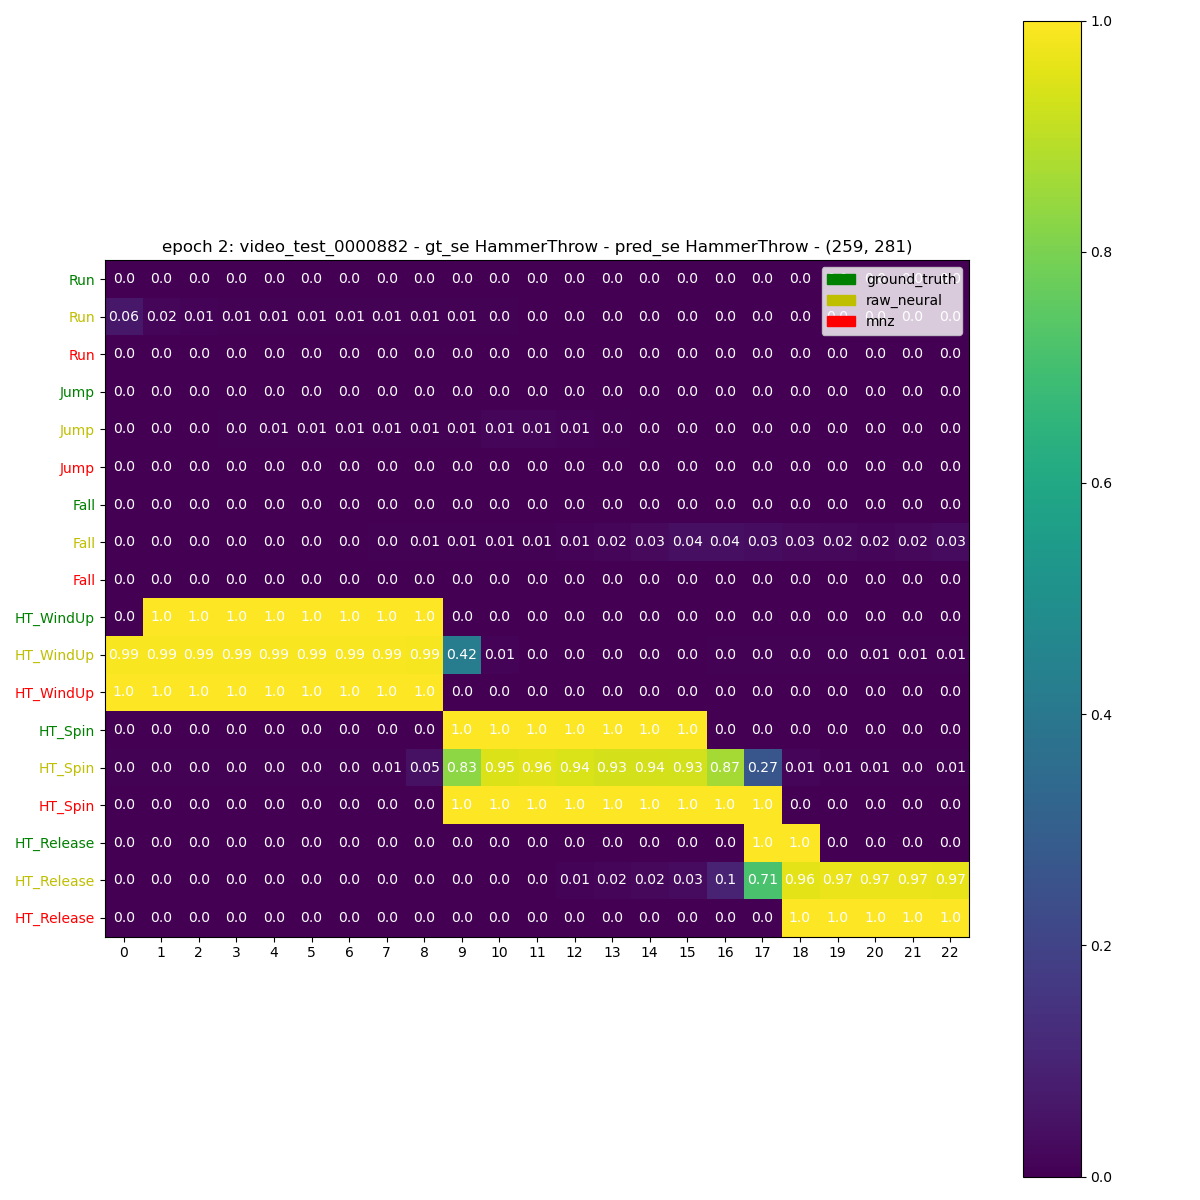 epoch 2: video_test_0000882 - gt_se HammerThrow - pred_se HammerThrow - (259, 281)
ground_truth
raw_neural
mnz
Run 0.0 0.0 0.0 0.0 0.0 0.0 0.0 0.0 0.0 0.0 0.0 0.0 0.0 0.0 0.0 0.0 0.0 0.0 0.0
Run 0.06 0.02 0.01 0.01 0.01 0.01 0.01 0.01 0.01 0.01 0.0 0.0 0.0 0.0 0.0 0.0 0.0 0.0 0.0 0.0 0.0 0.0 0.0
Run 0.0 0.0 0.0 0.0 0.0 0.0 0.0 0.0 0.0 0.0 0.0 0.0 0.0 0.0 0.0 0.0 0.0 0.0 0.0 0.0 0.0 0.0 0.0
Jump 0.0 0.0 0.0 0.0 0.0 0.0 0.0 0.0 0.0 0.0 0.0 0.0 0.0 0.0 0.0 0.0 0.0 0.0 0.0 0.0 0.0 0.0 0.0
Jump 0.0 0.0 0.0 0.0 0.01 0.01 0.01 0.01 0.01 0.01 0.01 0.01 0.01 0.0 0.0 0.0 0.0 0.0 0.0 0.0 0.0 0.0 0.0
Jump 0.0 0.0 0.0 0.0 0.0 0.0 0.0 0.0 0.0 0.0 0.0 0.0 0.0 0.0 0.0 0.0 0.0 0.0 0.0 0.0 0.0 0.0 0.0
Fall 0.0 0.0 0.0 0.0 0.0 0.0 0.0 0.0 0.0 0.0 0.0 0.0 0.0 0.0 0.0 0.0 0.0 0.0 0.0 0.0 0.0 0.0 0.0
Fall 0.0 0.0 0.0 0.0 0.0 0.0 0.0 0.0 0.01 0.01 0.01 0.01 0.01 0.02 0.03 0.04 0.04 0.03 0.03 0.02 0.02 0.02 0.03
Fall 0.0 0.0 0.0 0.0 0.0 0.0 0.0 0.0 0.0 0.0 0.0 0.0 0.0 0.0 0.0 0.0 0.0 0.0 0.0 0.0 0.0 0.0 0.0
HT_WindUp 0.0 1.0 1.0 1.0 1.0 1.0 1.0 1.0 1.0 0.0 0.0 0.0 0.0 0.0 0.0 0.0 0.0 0.0 0.0 0.0 0.0 0.0 0.0
HT_WindUp 0.99 0.99 0.99 0.99 0.99 0.99 0.99 0.99 0.99 0.42 0.01 0.0 0.0 0.0 0.0 0.0 0.0 0.0 0.0 0.0 0.01 0.01 0.01
HT_WindUp 1.0 1.0 1.0 1.0 1.0 1.0 1.0 1.0 1.0 0.0 0.0 0.0 0.0 0.0 0.0 0.0 0.0 0.0 0.0 0.0 0.0 0.0 0.0
HT_Spin 0.0 0.0 0.0 0.0 0.0 0.0 0.0 0.0 0.0 1.0 1.0 1.0 1.0 1.0 1.0 1.0 0.0 0.0 0.0 0.0 0.0 0.0 0.0
HT_Spin 0.0 0.0 0.0 0.0 0.0 0.0 0.0 0.01 0.05 0.83 0.95 0.96 0.94 0.93 0.94 0.93 0.87 0.27 0.01 0.01 0.01 0.0 0.01
HT_Spin 0.0 0.0 0.0 0.0 0.0 0.0 0.0 0.0 0.0 1.0 1.0 1.0 1.0 1.0 1.0 1.0 1.0 1.0 0.0 0.0 0.0 0.0 0.0
HT_Release 0.0 0.0 0.0 0.0 0.0 0.0 0.0 0.0 0.0 0.0 0.0 0.0 0.0 0.0 0.0 0.0 0.0 1.0 1.0 0.0 0.0 0.0 0.0
HT_Release 0.0 0.0 0.0 0.0 0.0 0.0 0.0 0.0 0.0 0.0 0.0 0.0 0.01 0.02 0.02 0.03 0.1 0.71 0.96 0.97 0.97 0.97 0.97
HT_Release 0.0 0.0 0.0 0.0 0.0 0.0 0.0 0.0 0.0 0.0 0.0 0.0 0.0 0.0 0.0 0.0 0.0 0.0 1.0 1.0 1.0 1.0 1.0
0 1 2 3 4 5 6 7 8 9 10 11 12 13 14 15 16 17 18 19 20 21 22
1.0
0.8
0.6
0.4
0.2
0.0